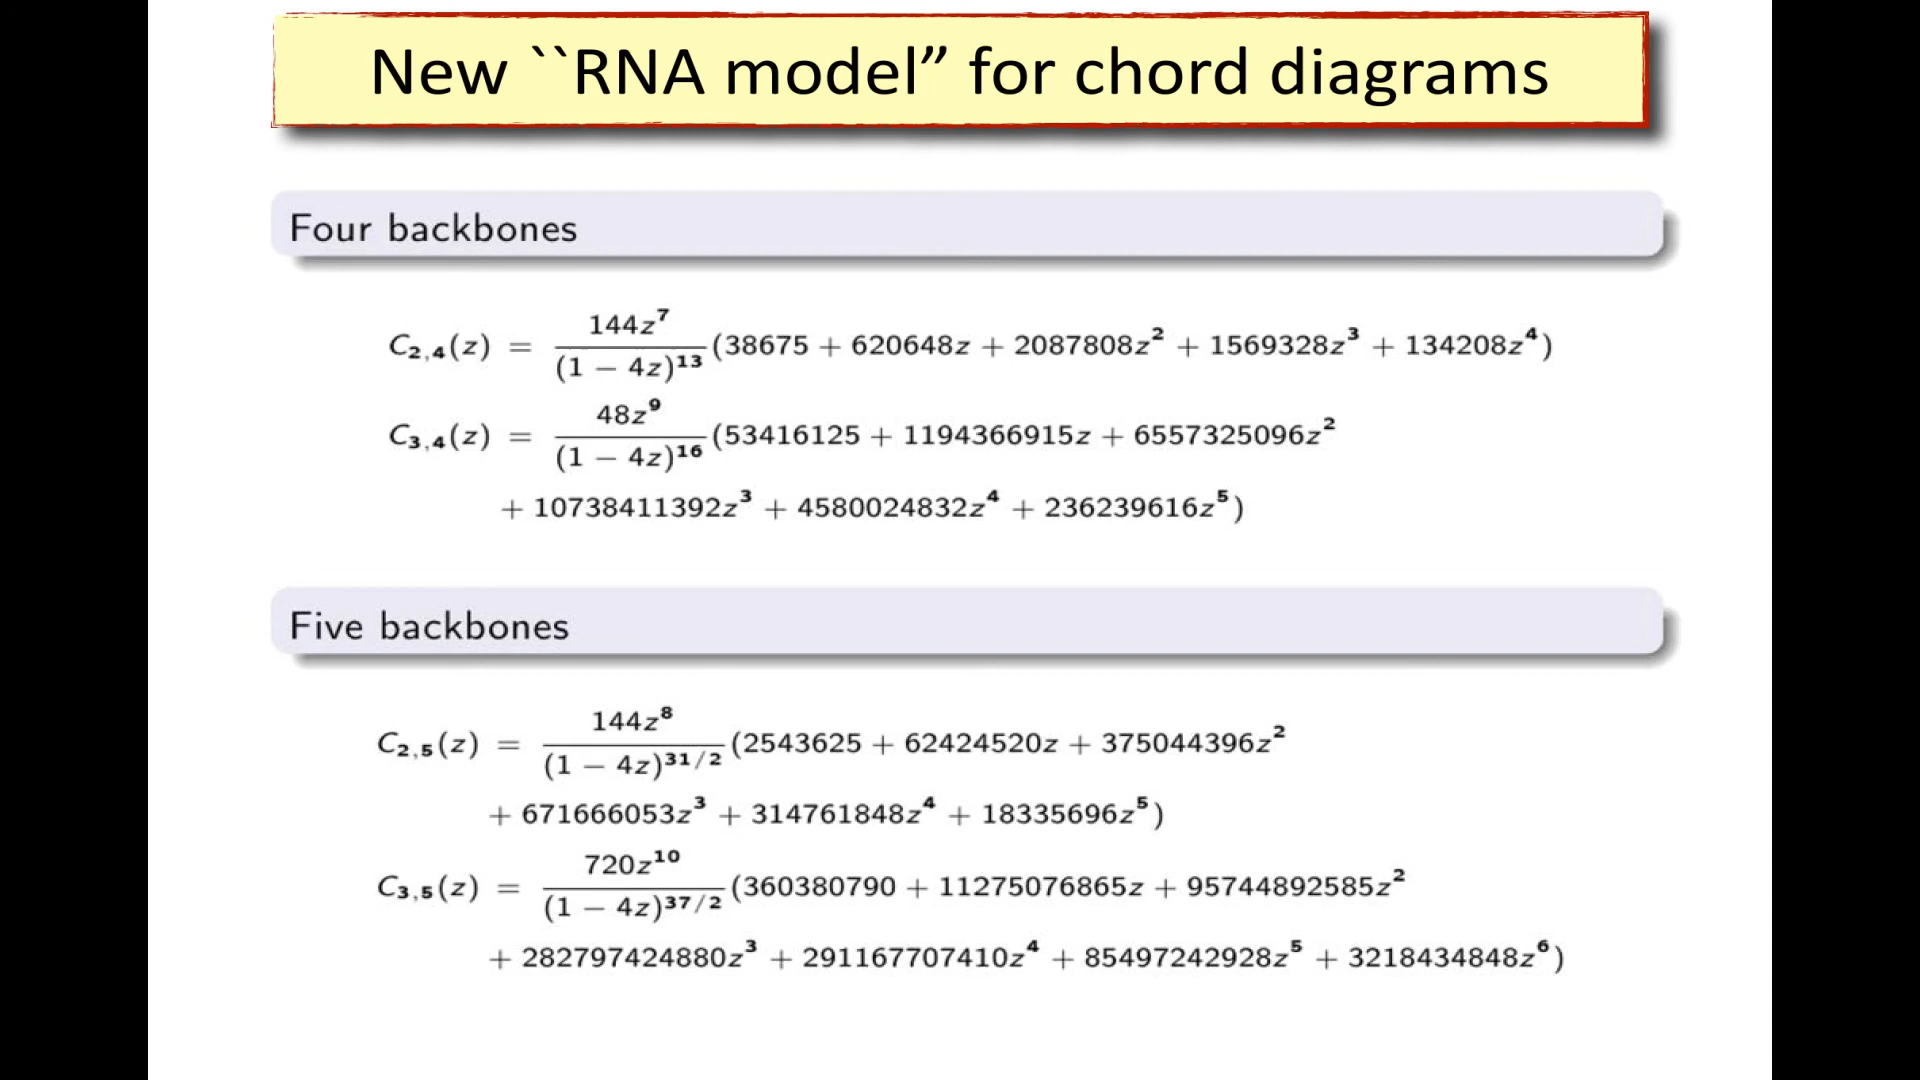 New ``RNA model” for chord diagrams
Four backbones
C₂,₄(z) = 144z⁷ / (1 − 4z)¹³ (38675 + 620648z + 2087808z² + 1569328z³ + 134208z⁴)
C₃,₄(z) = 48z⁹ / (1 − 4z)¹⁶ (53416125 + 1194366915z + 6557325096z²
+ 10738411392z³ + 4580024832z⁴ + 236239616z⁵)
Five backbones
C₂,₅(z) = 144z⁸ / (1 − 4z)³¹/² (2543625 + 62424520z + 375044396z²
+ 671666053z³ + 314761848z⁴ + 18335696z⁵)
C₃,₅(z) = 720z¹⁰ / (1 − 4z)³⁷/² (360380790 + 11275076865z + 95744892585z²
+ 282797424880z³ + 291167707410z⁴ + 85497242928z⁵ + 3218434848z⁶)